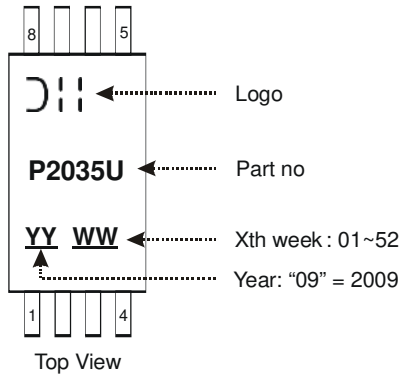 8 5
Logo
P2035U Part no
YY WW Xth week : 01~52
Year: “09” = 2009
1 4
Top View